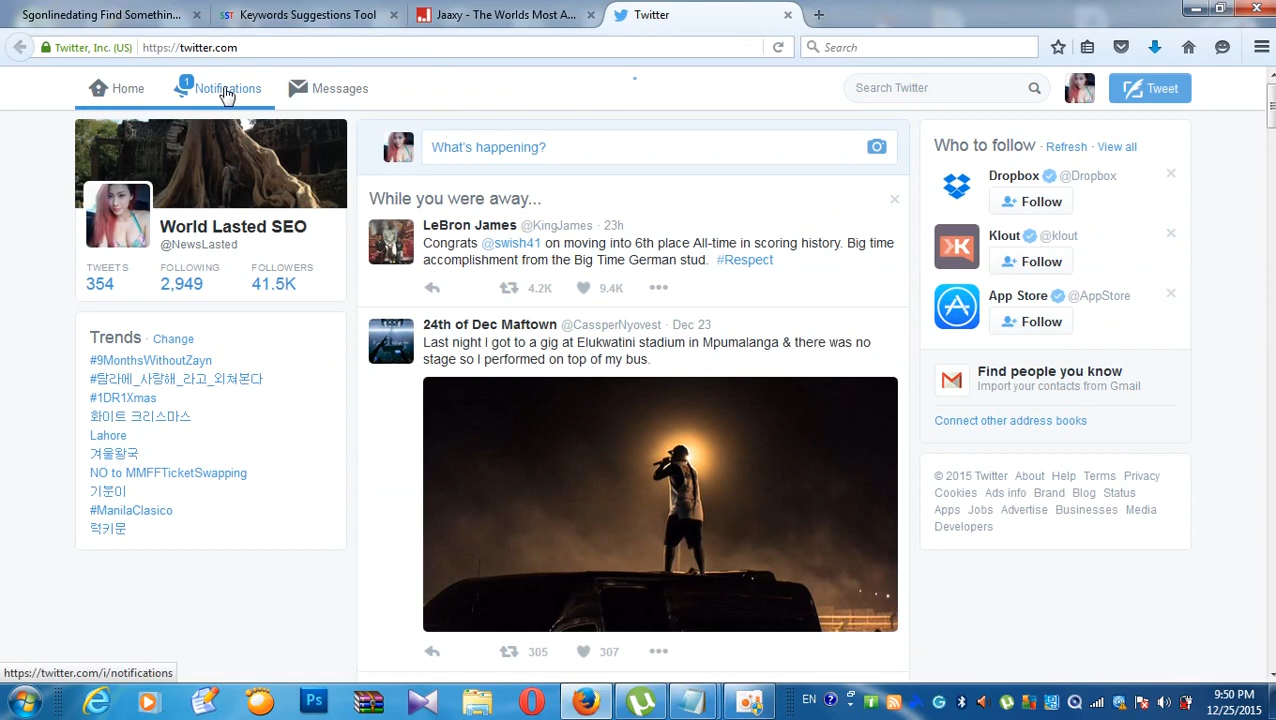 Sgonlinedating Find Somethin...
SST Keywords Suggestions Tool
Jaaxy - The Worlds Most A...
Twitter
Twitter, Inc. (US) https://twitter.com
Search
Home
1
Notifications
Messages
Search Twitter
Tweet
World Lasted SEO
@NewsLasted
TWEETS FOLLOWING FOLLOWERS
354 2,949 41.5K
Trends · Change
#9MonthsWithoutZayn
#탐라에_사랑해_라고_외쳐본다
#1DR1Xmas
화이트 크리스마스
Lahore
겨울왕국
NO to MMFFTicketSwapping
기분이
#ManilaClasico
럭키문
What's happening?
While you were away...
LeBron James @KingJames · 23h
Congrats @swish41 on moving into 6th place All-time in scoring history. Big time
accomplishment from the Big Time German stud. #Respect
4.2K 9.4K
24th of Dec Maftown @CassperNyovest · Dec 23
Last night I got to a gig at Elukwatini stadium in Mpumalanga & there was no
stage so I performed on top of my bus.
305 307
Who to follow · Refresh · View all
Dropbox @Dropbox
Follow
Klout @klout
Follow
App Store @AppStore
Follow
Find people you know
Import your contacts from Gmail
Connect other address books
© 2015 Twitter About Help Terms Privacy
Cookies Ads info Brand Blog Status
Apps Jobs Advertise Businesses Media
Developers
https://twitter.com/i/notifications
Ps
EN
9:50 PM
12/25/2015